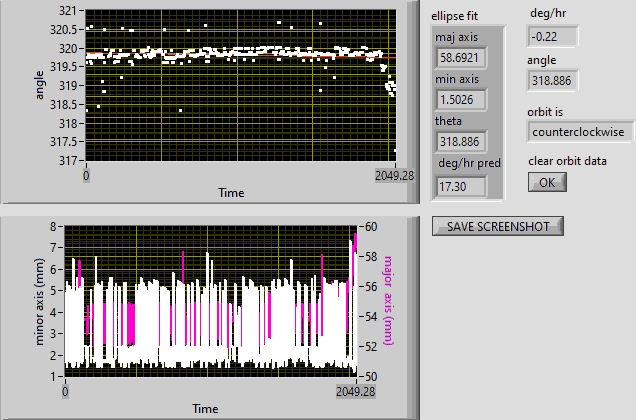 321
320.5
320
319.5
319
318.5
318
317.5
317
angle
0
2049.28
Time
ellipse fit
maj axis
58.6921
min axis
1.5026
theta
318.886
deg/hr pred
17.30
deg/hr
-0.22
angle
318.886
orbit is
counterclockwise
clear orbit data
OK
SAVE SCREENSHOT
8
7
6
5
4
3
2
1
minor axis (mm)
60
58
56
54
52
50
major axis (mm)
0
2049.28
Time